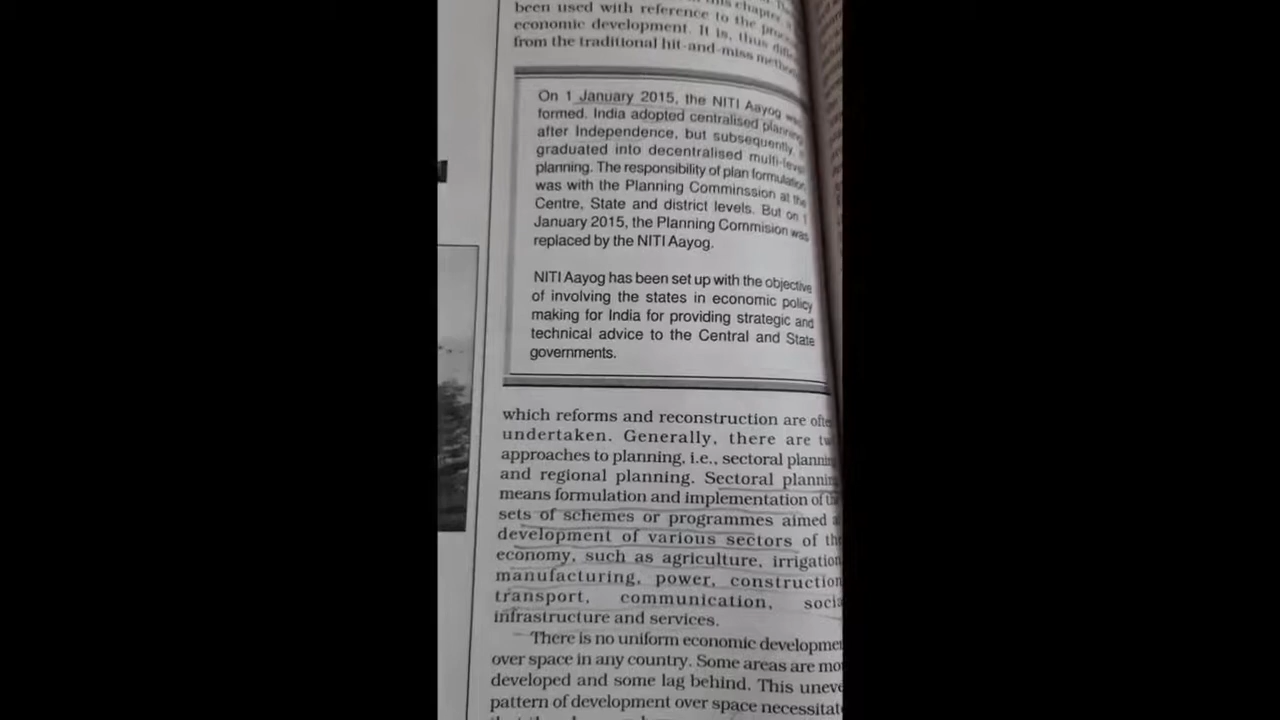 been used with reference to the
economic development. It is, thus
from the traditional hit-and-miss
On 1 January 2015, the NITI Aayog
formed. India adopted centralised planning
after Independence, but subsequently,
graduated into decentralised multi-level
planning. The responsibility of plan formulation
was with the Planning Comminssion at the
Centre, State and district levels. But on 1
January 2015, the Planning Commision was
replaced by the NITI Aayog.
NITI Aayog has been set up with the objective
of involving the states in economic policy
making for India for providing strategic and
technical advice to the Central and State
governments.
which reforms and reconstruction are
undertaken. Generally, there are
approaches to planning, i.e., sectoral
and regional planning. Sectoral
means formulation and implementation of
sets of schemes or programmes aimed
development of various sectors of
economy, such as agriculture, irrigation
manufacturing, power, construction
transport, communication,
infrastructure and services.
There is no uniform economic
over space in any country. Some areas are
developed and some lag behind. This
pattern of development over space